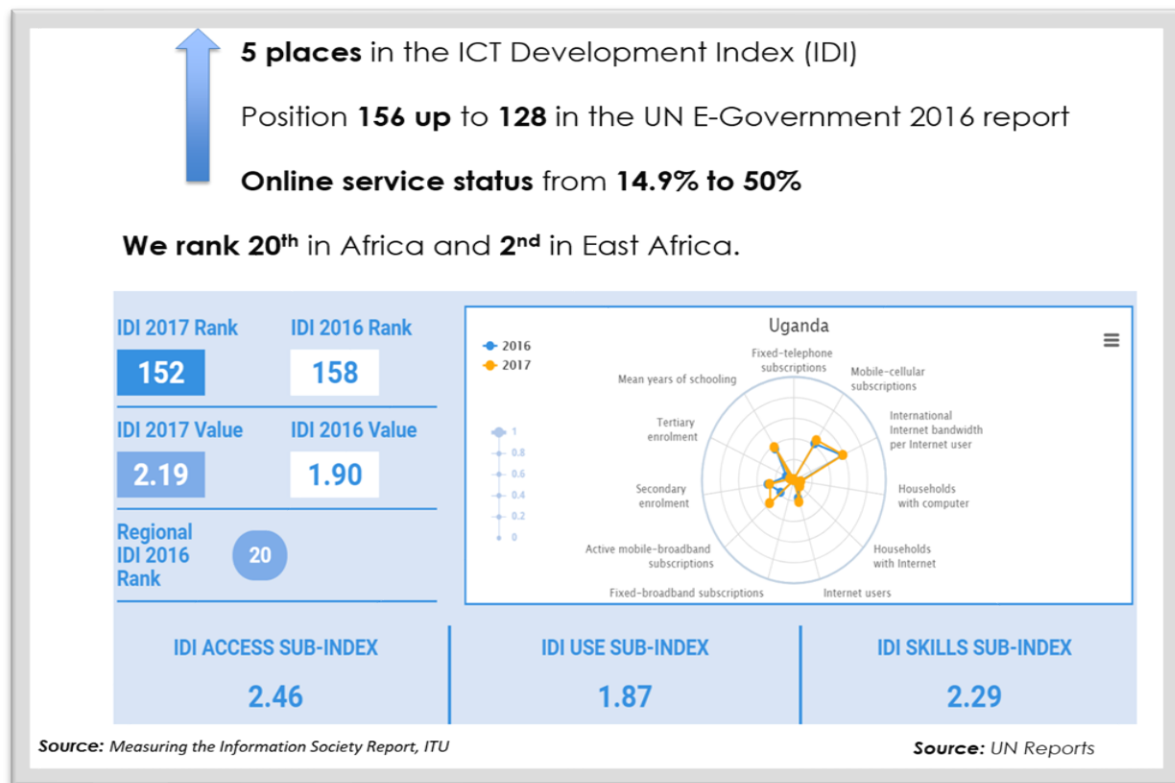 5 places in the ICT Development Index (IDI)
Position 156 up to 128 in the UN E-Government 2016 report
Online service status from 14.9% to 50%
We rank 20th in Africa and 2nd in East Africa.
IDI 2017 Rank
IDI 2016 Rank
152
158
IDI 2017 Value
IDI 2016 Value
2.19
1.90
Regional
IDI 2016
Rank
20
Uganda
2016
2017
1
0.8
0.6
0.4
0.2
0
Fixed-telephone
subscriptions
Mobile-cellular
subscriptions
International
Internet bandwidth
per Internet user
Households
with computer
Households
with Internet
Internet users
Fixed-broadband subscriptions
Active mobile-broadband
subscriptions
Secondary
enrolment
Tertiary
enrolment
Mean years of schooling
IDI ACCESS SUB-INDEX
2.46
IDI USE SUB-INDEX
1.87
IDI SKILLS SUB-INDEX
2.29
Source: Measuring the Information Society Report, ITU
Source: UN Reports